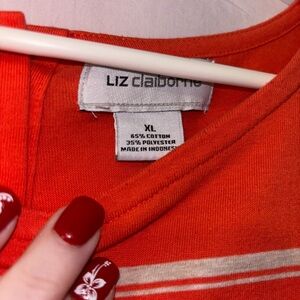 LIZ claiborne
XL
65% COTTON
35% POLYESTER
MADE IN INDONESIA